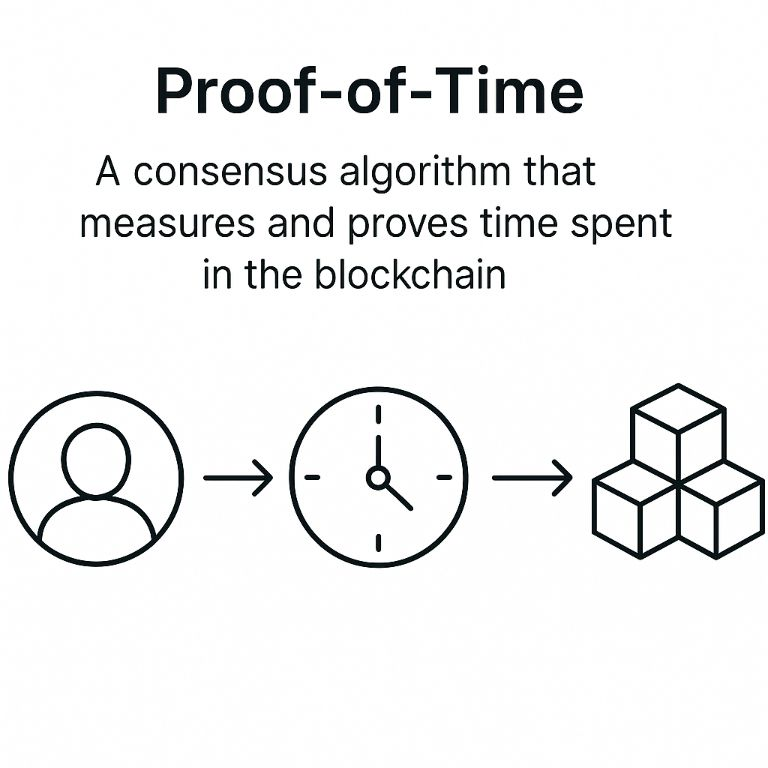 Proof-of-Time
A consensus algorithm that
measures and proves time spent
in the blockchain